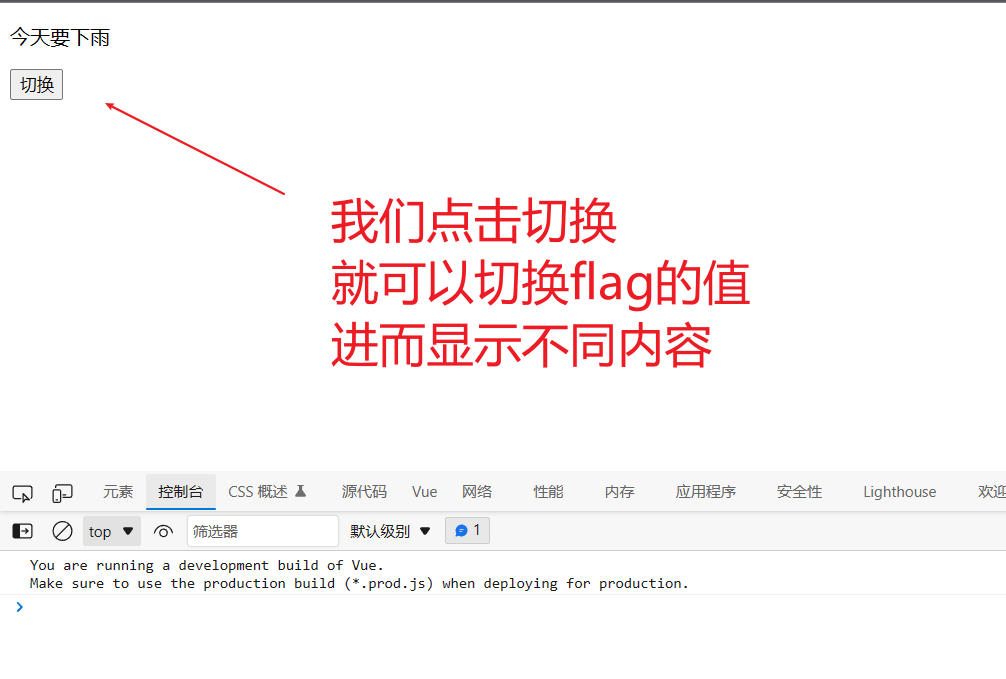 今天要下雨
切换
我们点击切换
就可以切换flag的值
进而显示不同内容
元素 控制台 CSS 概述 源代码 Vue 网络 性能 内存 应用程序 安全性 Lighthouse 欢迎
top 筛选器 默认级别 1
You are running a development build of Vue.
Make sure to use the production build (*.prod.js) when deploying for production.